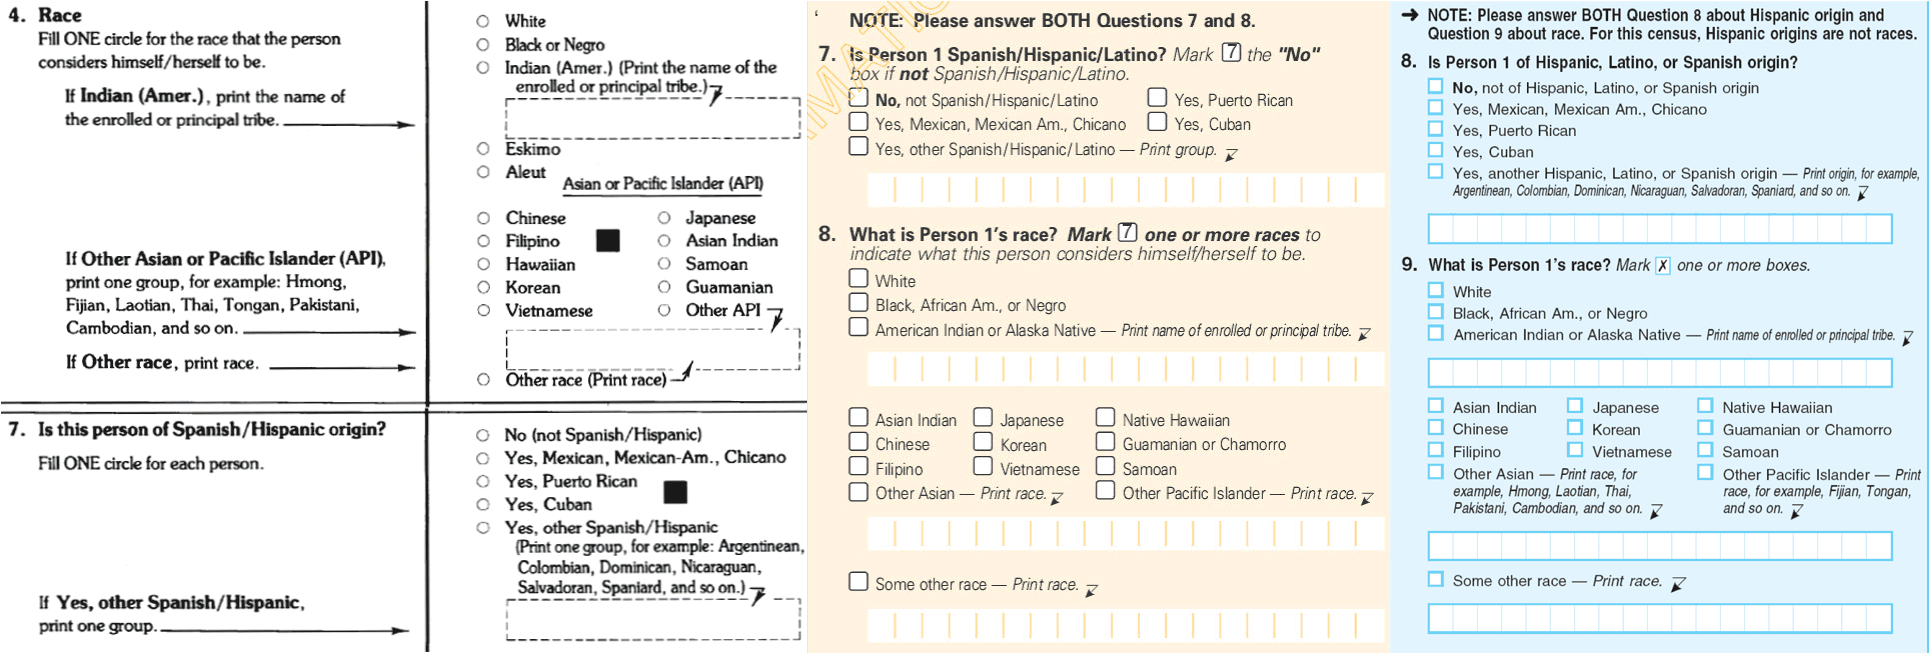 4. Race
Fill ONE circle for the race that the person
considers himself/herself to be.
If Indian (Amer.), print the name of
the enrolled or principal tribe.
If Other Asian or Pacific Islander (API),
print one group, for example: Hmong,
Fijian, Laotian, Thai, Tongan, Pakistani,
Cambodian, and so on.
If Other race, print race.
White
Black or Negro
Indian (Amer.) (Print the name of the
enrolled or principal tribe.)
Eskimo
Aleut
Asian or Pacific Islander (API)
Chinese
Japanese
Filipino
Asian Indian
Hawaiian
Samoan
Korean
Guamanian
Vietnamese
Other API
Other race (Print race)
7. Is this person of Spanish/Hispanic origin?
Fill ONE circle for each person.
If Yes, other Spanish/Hispanic,
print one group.
No (not Spanish/Hispanic)
Yes, Mexican, Mexican-Am., Chicano
Yes, Puerto Rican
Yes, Cuban
Yes, other Spanish/Hispanic
(Print one group, for example: Argentinean,
Colombian, Dominican, Nicaraguan,
Salvadoran, Spaniard, and so on.)
NOTE: Please answer BOTH Questions 7 and 8.
7. Is Person 1 Spanish/Hispanic/Latino? Mark the "No"
box if not Spanish/Hispanic/Latino.
No, not Spanish/Hispanic/Latino
Yes, Puerto Rican
Yes, Mexican, Mexican Am., Chicano
Yes, Cuban
Yes, other Spanish/Hispanic/Latino — Print group.
8. What is Person 1's race? Mark one or more races to
indicate what this person considers himself/herself to be.
White
Black, African Am., or Negro
American Indian or Alaska Native — Print name of enrolled or principal tribe.
Asian Indian
Japanese
Native Hawaiian
Chinese
Korean
Guamanian or Chamorro
Filipino
Vietnamese
Samoan
Other Asian — Print race.
Other Pacific Islander — Print race.
Some other race — Print race.
NOTE: Please answer BOTH Question 8 about Hispanic origin and
Question 9 about race. For this census, Hispanic origins are not races.
8. Is Person 1 of Hispanic, Latino, or Spanish origin?
No, not of Hispanic, Latino, or Spanish origin
Yes, Mexican, Mexican Am., Chicano
Yes, Puerto Rican
Yes, Cuban
Yes, another Hispanic, Latino, or Spanish origin — Print origin, for example,
Argentinean, Colombian, Dominican, Nicaraguan, Salvadoran, Spaniard, and so on.
9. What is Person 1's race? Mark X one or more boxes.
White
Black, African Am., or Negro
American Indian or Alaska Native — Print name of enrolled or principal tribe.
Asian Indian
Japanese
Native Hawaiian
Chinese
Korean
Guamanian or Chamorro
Filipino
Vietnamese
Samoan
Other Asian — Print race, for
example, Hmong, Laotian, Thai,
Pakistani, Cambodian, and so on.
Other Pacific Islander — Print
race, for example, Fijian, Tongan,
and so on.
Some other race — Print race.